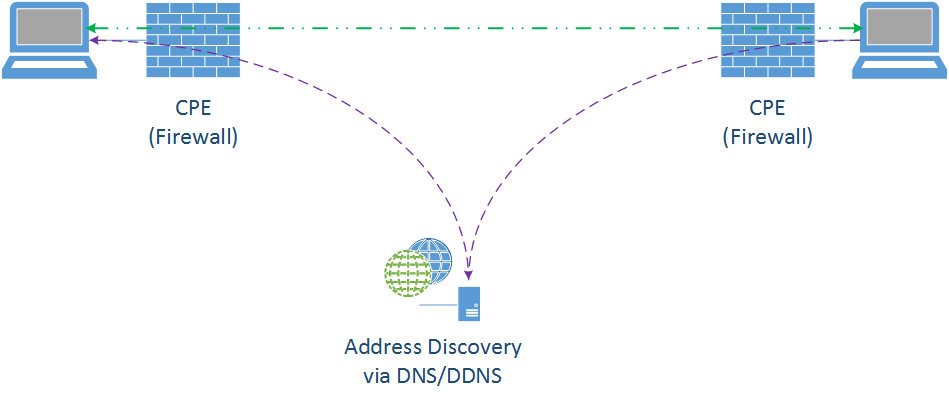 CPE
(Firewall)
CPE
(Firewall)
Address Discovery
via DNS/DDNS